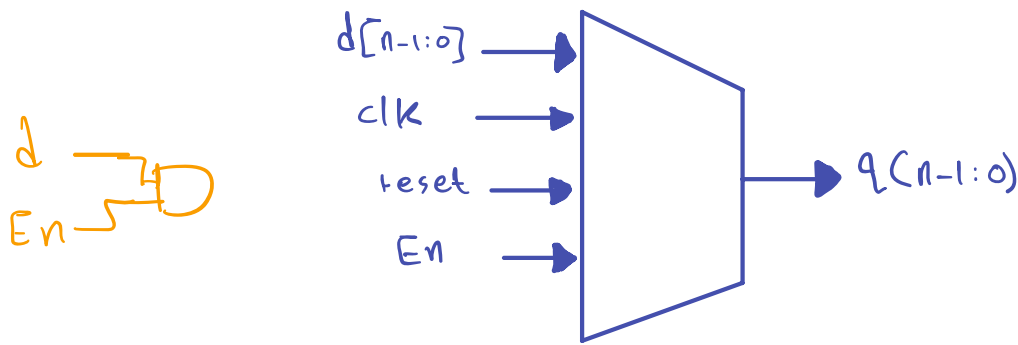 d[n-1:0]
clk
reset
En
q(n-1:0)
d
En